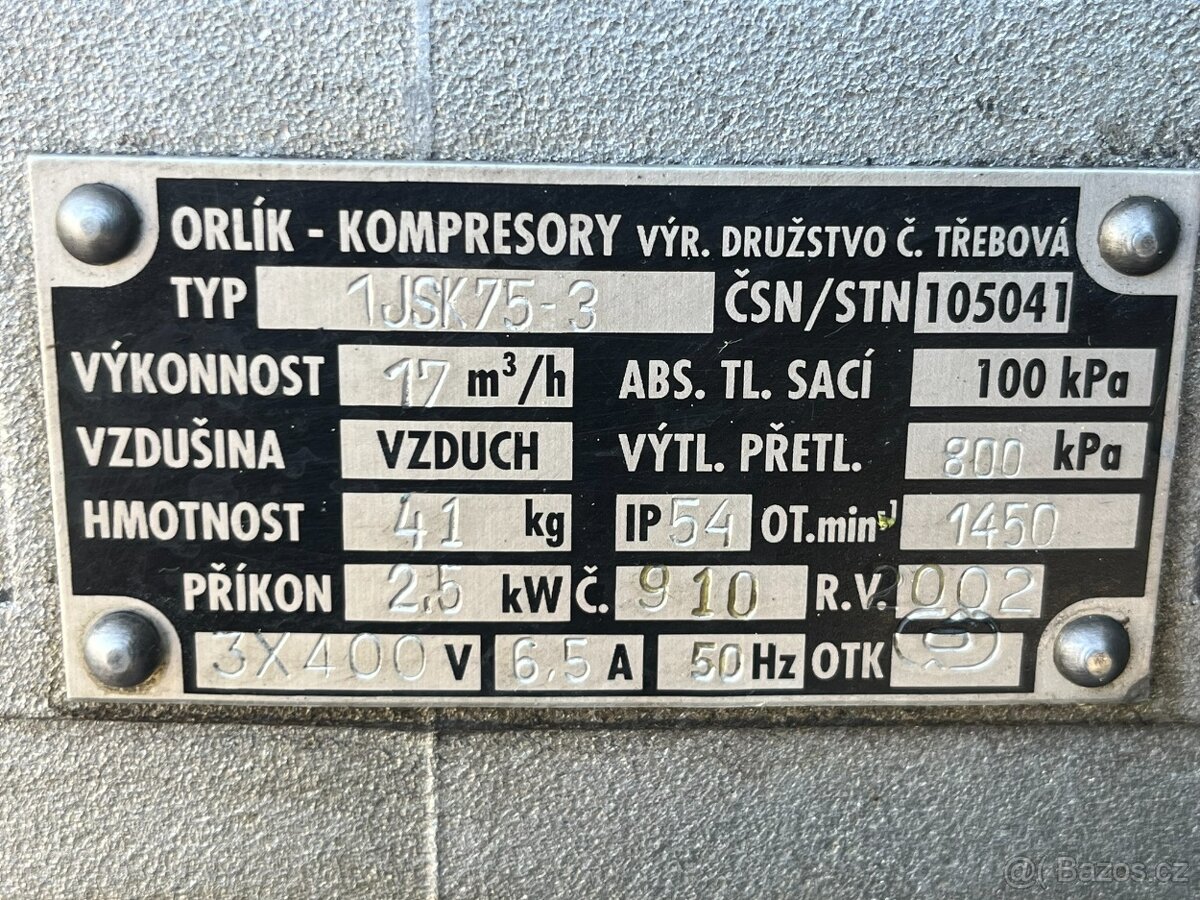 ORLÍK - KOMPRESORY VÝR. DRUŽSTVO Č. TŘEBOVÁ
TYP 1JSK75-3 ČSN/STN 105041
VÝKONNOST 17 m³/h ABS. TL. SACÍ 100 kPa
VZDUŠINA VZDUCH VÝTL. PŘETL. 800 kPa
HMOTNOST 41 kg IP 54 OT.min⁻¹ 1450
PŘÍKON 2,5 kW Č. 910 R.V. 2002
3X400 V 6,5 A 50 Hz OTK
Bazos.cz